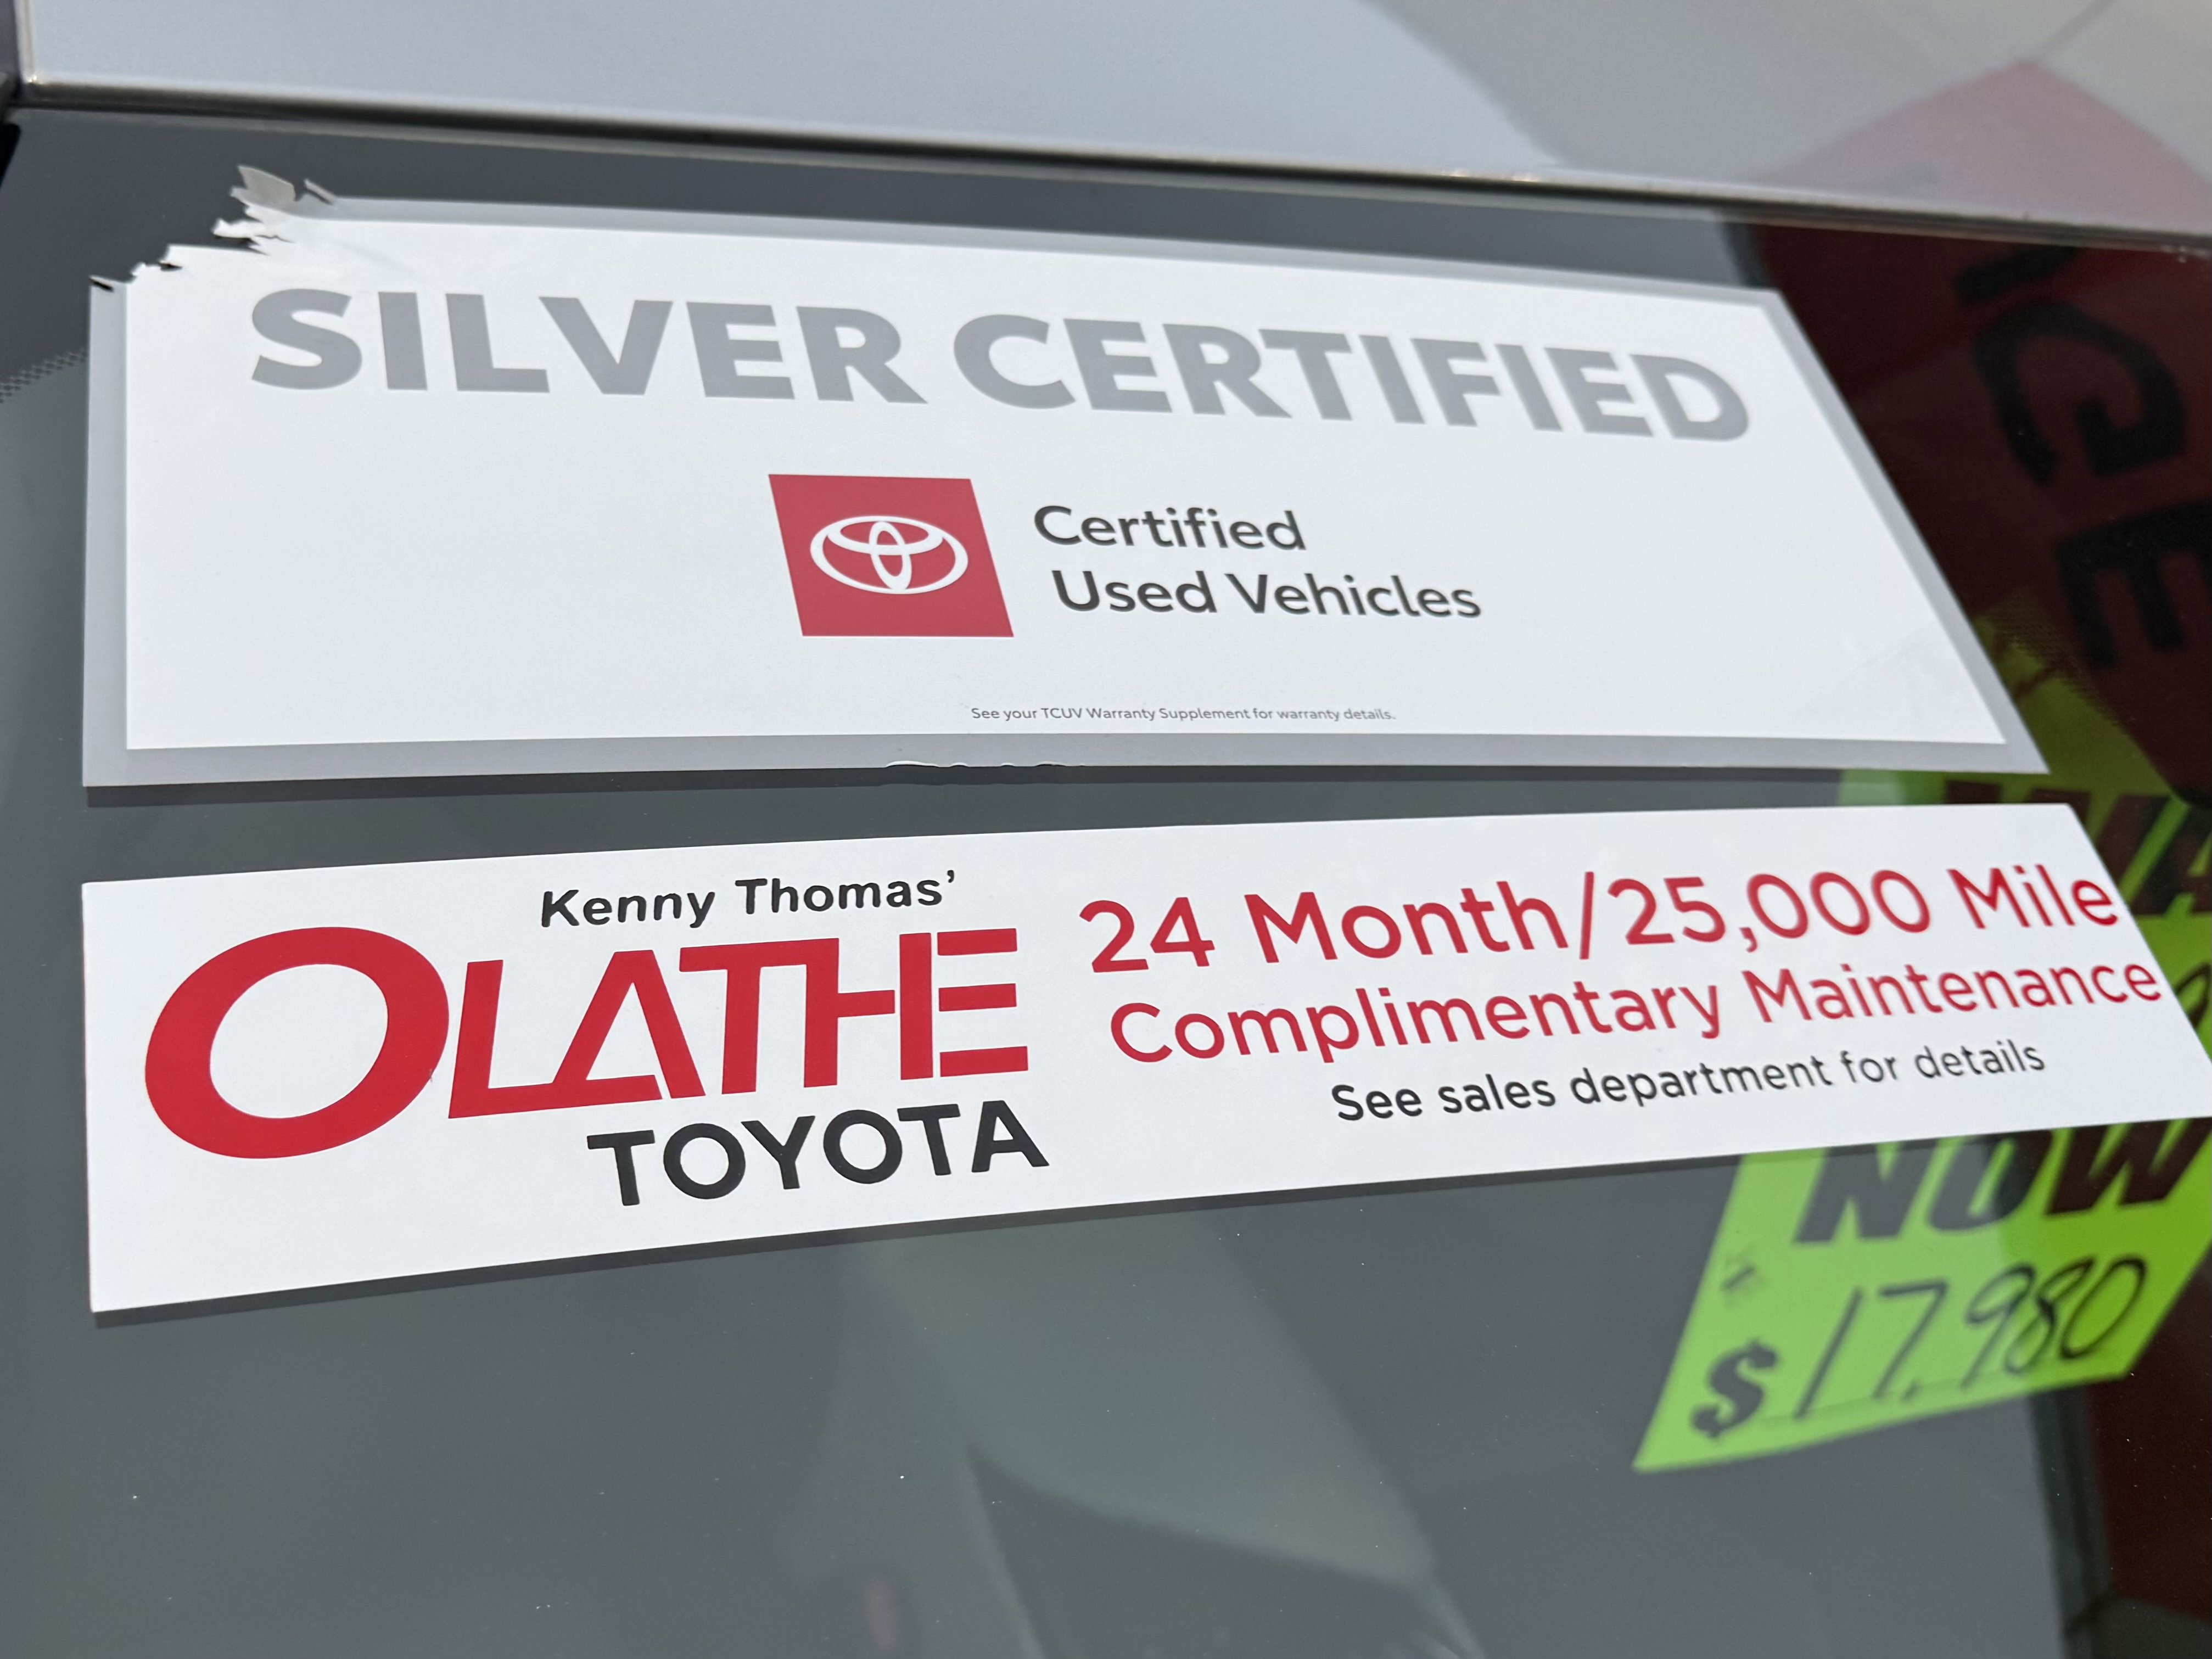 SILVER CERTIFIED
Certified
Used Vehicles
See your TCUV Warranty Supplement for warranty details.
Kenny Thomas’
OLATHE
TOYOTA
24 Month/25,000 Mile
Complimentary Maintenance
See sales department for details
NOW
$17,980